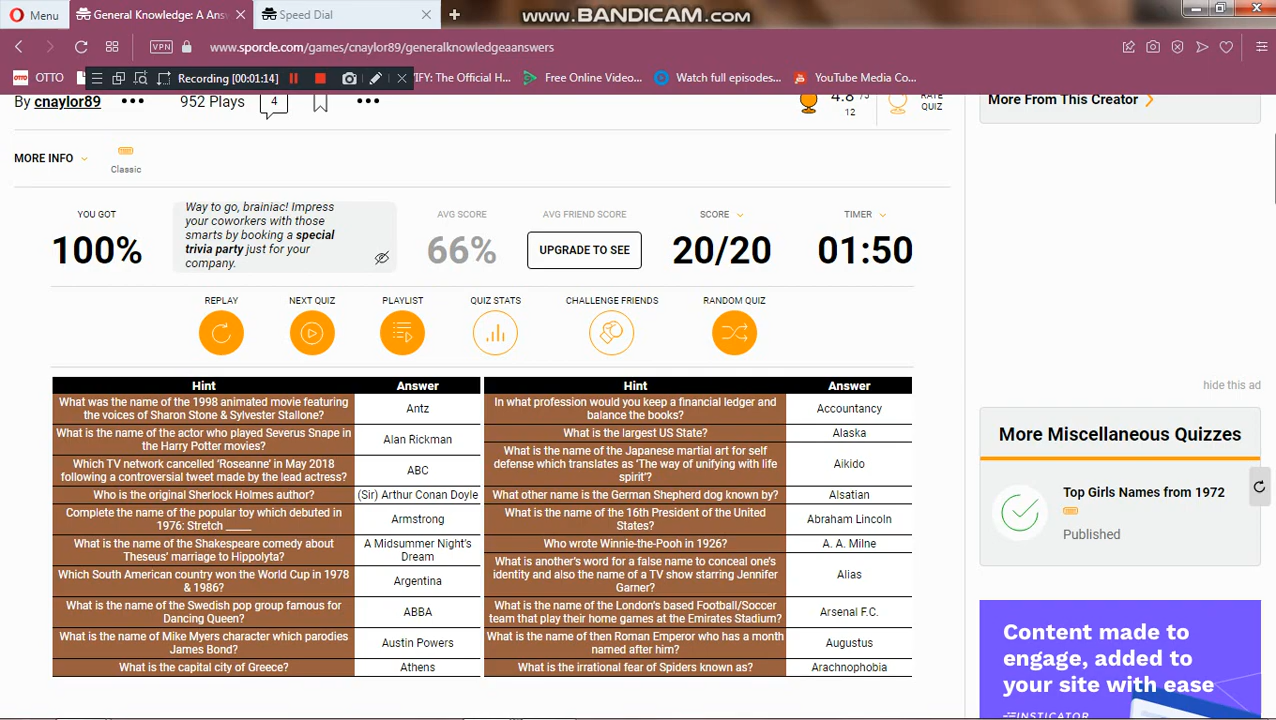 Menu
General Knowledge: A Ans
Speed Dial
www.BANDICAM.com
VPN
www.sporcle.com/games/cnaylor89/generalknowledgeaanswers
OTTO
Recording [00:01:14]
IFY: The Official H...
Free Online Video...
Watch full episodes...
YouTube Media Co...
By cnaylor89
952 Plays
4
4.8 /5
12
RATE
QUIZ
More From This Creator
MORE INFO
Classic
YOU GOT
100%
Way to go, brainiac! Impress
your coworkers with those
smarts by booking a special
trivia party just for your
company.
AVG SCORE
66%
AVG FRIEND SCORE
UPGRADE TO SEE
SCORE
20/20
TIMER
01:50
REPLAY
NEXT QUIZ
PLAYLIST
QUIZ STATS
CHALLENGE FRIENDS
RANDOM QUIZ
Hint Answer
What was the name of the 1998 animated movie featuring
the voices of Sharon Stone & Sylvester Stallone?
Antz
What is the name of the actor who played Severus Snape in
the Harry Potter movies?
Alan Rickman
Which TV network cancelled 'Roseanne' in May 2018
following a controversial tweet made by the lead actress?
ABC
Who is the original Sherlock Holmes author?
(Sir) Arthur Conan Doyle
Complete the name of the popular toy which debuted in
1976: Stretch _____
Armstrong
What is the name of the Shakespeare comedy about
Theseus' marriage to Hippolyta?
A Midsummer Night's
Dream
Which South American country won the World Cup in 1978
& 1986?
Argentina
What is the name of the Swedish pop group famous for
Dancing Queen?
ABBA
What is the name of Mike Myers character which parodies
James Bond?
Austin Powers
What is the capital city of Greece?
Athens
Hint Answer
In what profession would you keep a financial ledger and
balance the books?
Accountancy
What is the largest US State?
Alaska
What is the name of the Japanese martial art for self
defense which translates as 'The way of unifying with life
spirit'?
Aikido
What other name is the German Shepherd dog known by?
Alsatian
What is the name of the 16th President of the United
States?
Abraham Lincoln
Who wrote Winnie-the-Pooh in 1926?
A. A. Milne
What is another's word for a false name to conceal one's
identity and also the name of a TV show starring Jennifer
Garner?
Alias
What is the name of the London's based Football/Soccer
team that play their home games at the Emirates Stadium?
Arsenal F.C.
What is the name of then Roman Emperor who has a month
named after him?
Augustus
What is the irrational fear of Spiders known as?
Arachnophobia
hide this ad
More Miscellaneous Quizzes
Top Girls Names from 1972
Published
Content made to
engage, added to
your site with ease
INSTICATOR